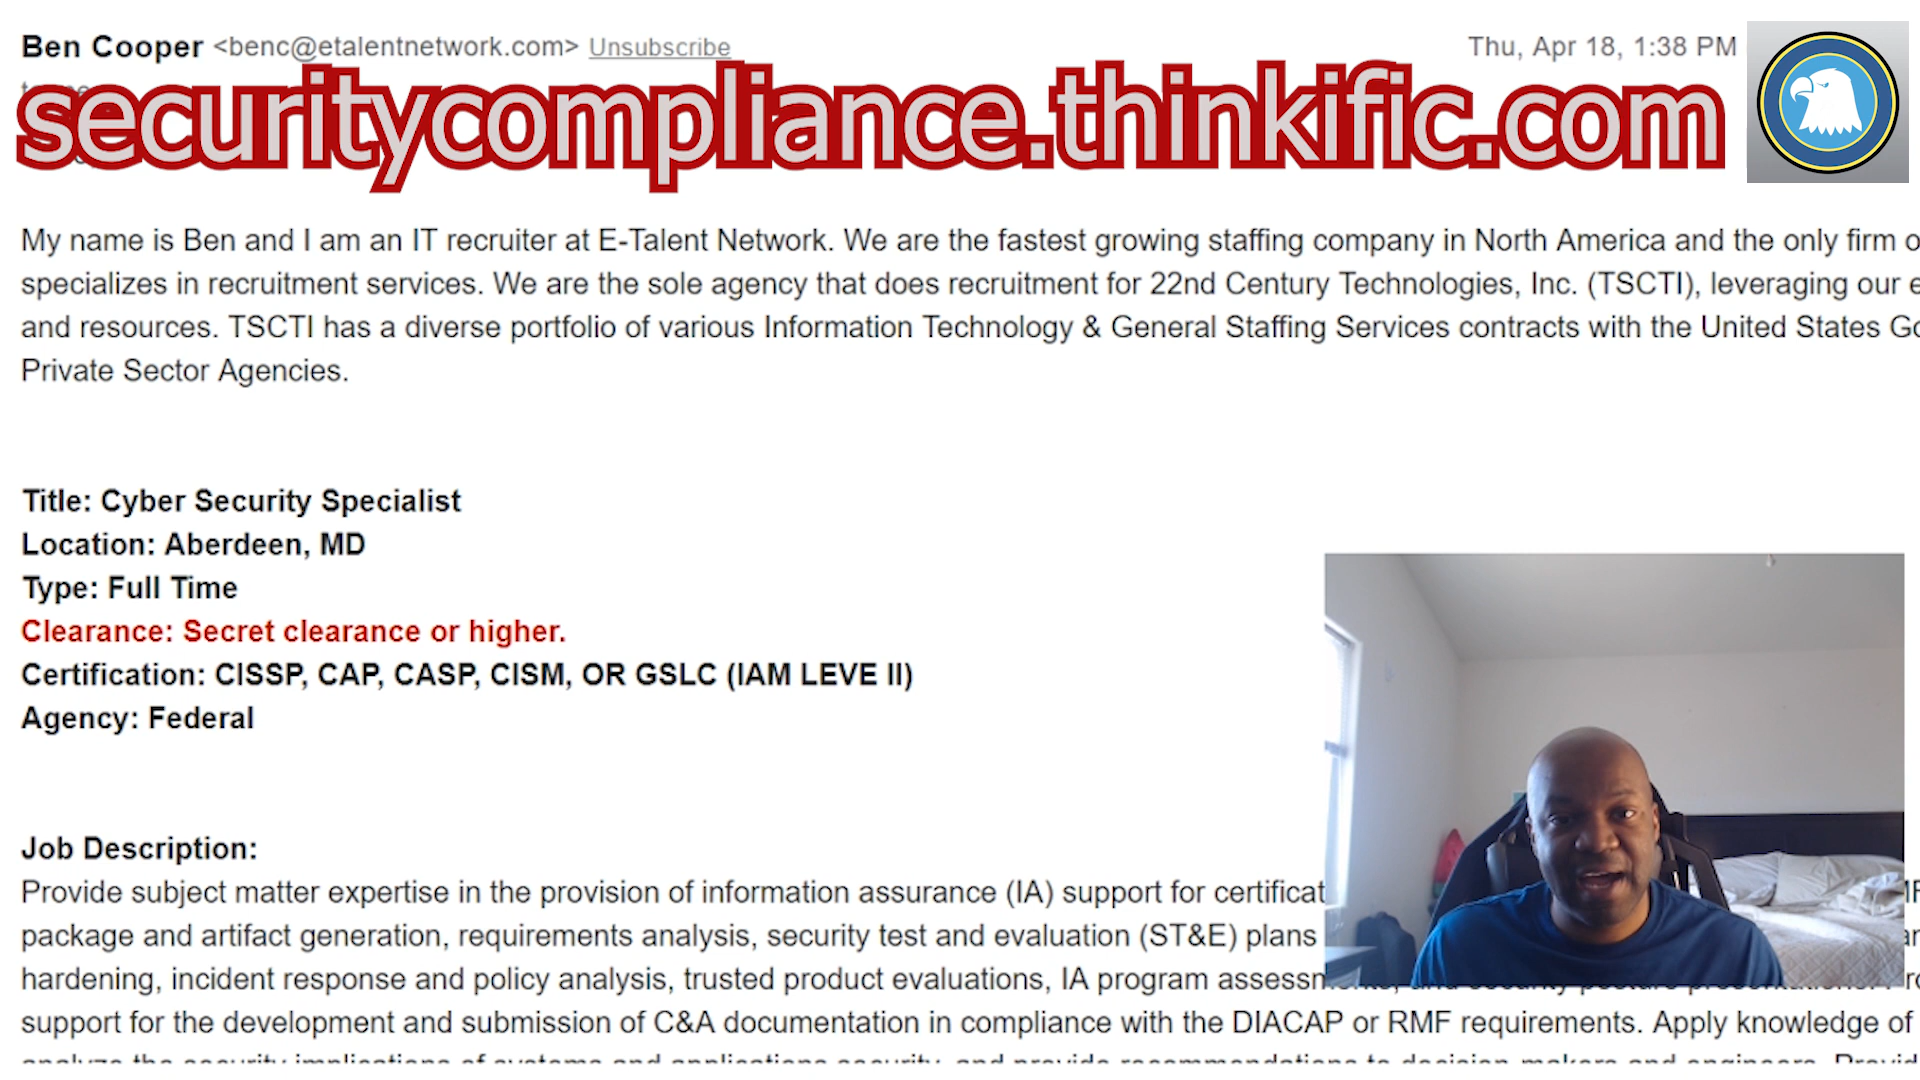 Ben Cooper <benc@etalentnetwork.com> Unsubscribe
Thu, Apr 18, 1:38 PM
securitycompliance.thinkific.com
My name is Ben and I am an IT recruiter at E-Talent Network. We are the fastest growing staffing company in North America and the only firm
specializes in recruitment services. We are the sole agency that does recruitment for 22nd Century Technologies, Inc. (TSCTI), leveraging our
and resources. TSCTI has a diverse portfolio of various Information Technology & General Staffing Services contracts with the United States
Private Sector Agencies.
Title: Cyber Security Specialist
Location: Aberdeen, MD
Type: Full Time
Clearance: Secret clearance or higher.
Certification: CISSP, CAP, CASP, CISM, OR GSLC (IAM LEVE II)
Agency: Federal
Job Description:
Provide subject matter expertise in the provision of information assurance (IA) support for certificat
package and artifact generation, requirements analysis, security test and evaluation (ST&E) plans
hardening, incident response and policy analysis, trusted product evaluations, IA program
support for the development and submission of C&A documentation in compliance with the DIACAP or RMF requirements. Apply knowledge of